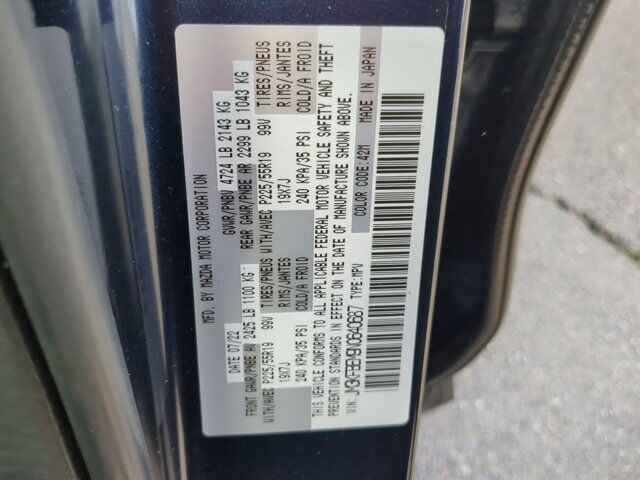 MFD. BY MAZDA MOTOR CORPORATION
DATE 07/22 GVWR/PNBV 4724 LB 2143 KG
FRONT GAWR/PNBE AV 2425 LB 1100 KG REAR GAWR/PNBE AR 2299 LB 1043 KG
WITH/AVEC P225/55R19 99V TIRES/PNEUS WITH/AVEC P225/55R19 99V TIRES/PNEUS
19X7J RIMS/JANTES 19X7J RIMS/JANTES
240 KPA/35 PSI COLD/A FROID 240 KPA/35 PSI COLD/A FROID
THIS VEHICLE CONFORMS TO ALL APPLICABLE FEDERAL MOTOR VEHICLE SAFETY AND THEFT
PREVENTION STANDARDS IN EFFECT ON THE DATE OF MANUFACTURE SHOWN ABOVE.
VIN: JM3KFBEM9N0640687 TYPE:MPV COLOR CODE:42M MADE IN JAPAN